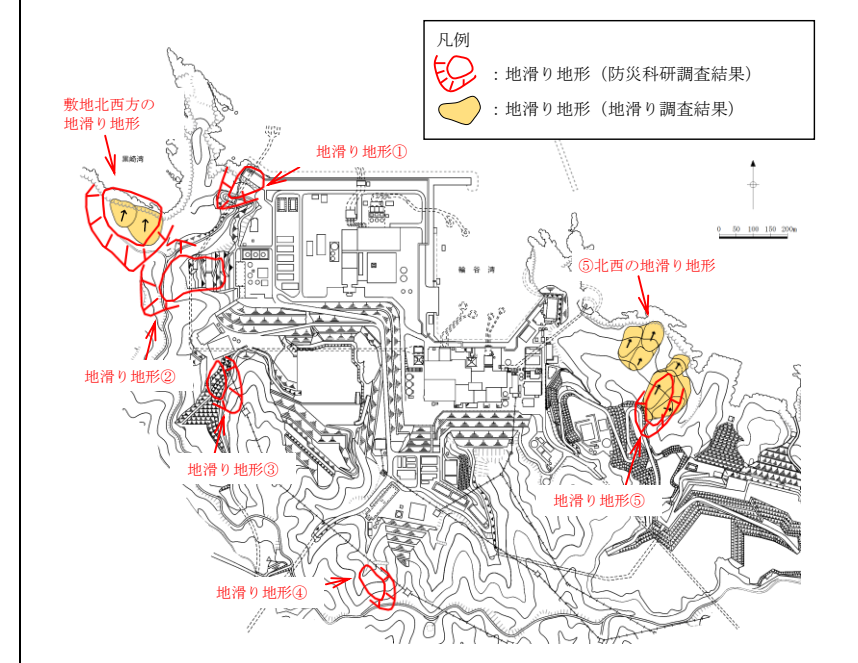 凡例
:地滑り地形(防災科研調査結果)
:地滑り地形(地滑り調査結果)
敷地北西方の
地滑り地形
黒崎湾
地滑り地形①
0 50 100 150 200m
輪谷湾
⑤北西の地滑り地形
地滑り地形②
地滑り地形③
地滑り地形⑤
地滑り地形④